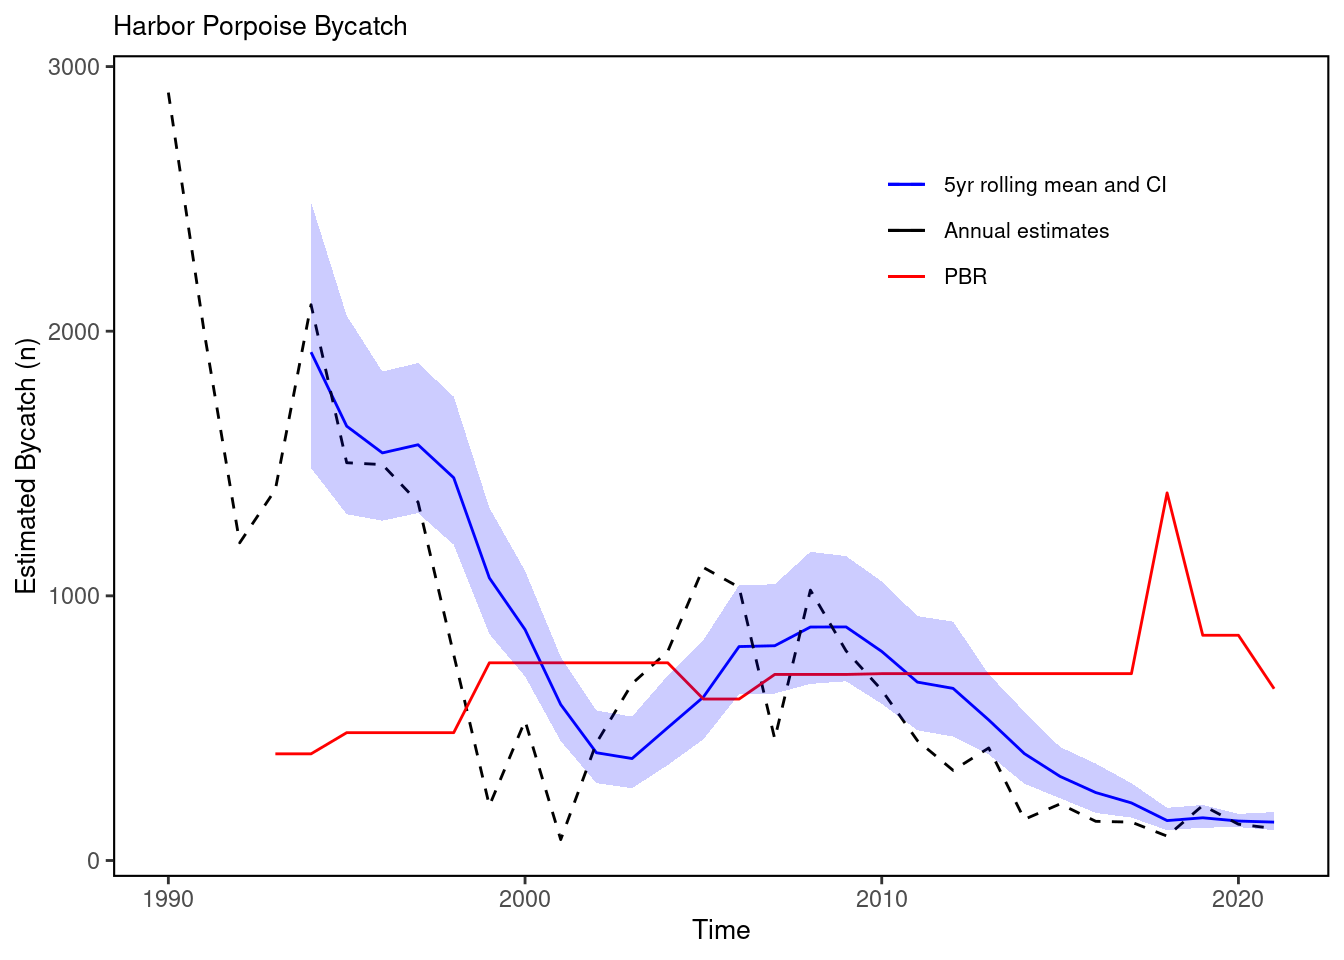 Harbor Porpoise Bycatch
3000
2000
1000
0
Estimated Bycatch (n)
5yr rolling mean and CI
Annual estimates
PBR
1990
2000
2010
2020
Time